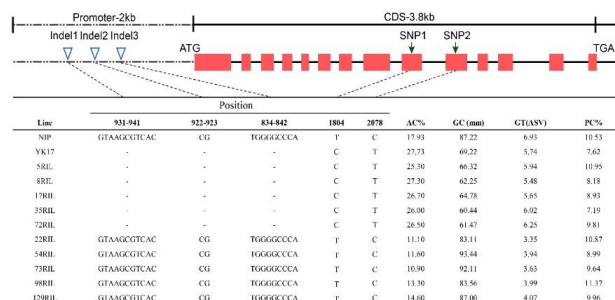 Promoter-2kb CDS-3.8kb
Indel1 Indel2 Indel3 SNP1 SNP2
ATG TGA
Position
Line 931-941 922-923 834-842 1804 2078 AC% GC (mm) GT(ASV) PC%
NIP GTAAGCGTCAC CG TGGGGCCCA T C 17.93 87.22 6.93 10.53
YK17 - - - C T 27,73 69.22 5,74 7.62
5RIL - - - C T 25.30 66.32 5.94 10.95
8RIL - - - C T 27.30 62.25 5.48 8.18
17RIL - - - C T 26.70 64.78 5.65 8.93
35RIL - - - C T 26.00 60.44 6.02 7.19
72RIL - - - C T 26.50 61.47 6.25 9.81
22RIL GTAAGCGTCAC CG TGGGGCCCA T C 11.10 83.11 3.35 10.87
54RIL GTAAGCGTCAC CG TGGGGCCCA T C 11.60 93.44 3.94 8.99
73RIL GTAAGCGTCAC CG TGGGGCCCA T C 10.90 92.11 3.63 9.64
98RIL GTAAGCGTCAC CG TGGGGCCCA T C 13.30 83.56 3.99 11.37
129RIL GTAAGCGTCAC CG TGGGGCCCA T C 14.60 87.00 4.07 9.96